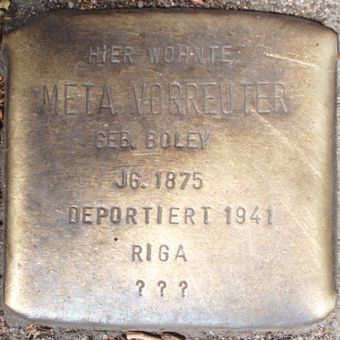 HIER WOHNTE
META VORREUTER
GEB. BOLEY
JG. 1875
DEPORTIERT 1941
RIGA
? ? ?